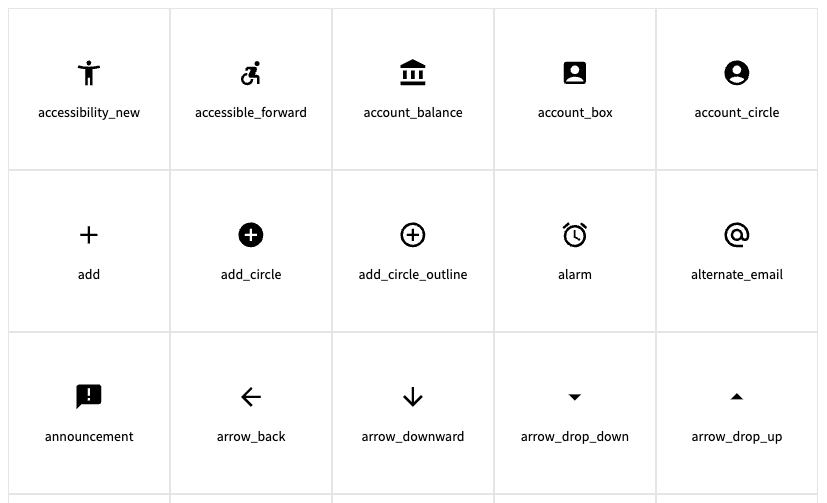 accessibility_new accessible_forward account_balance account_box account_circle
add add_circle add_circle_outline alarm alternate_email
announcement arrow_back arrow_downward arrow_drop_down arrow_drop_up